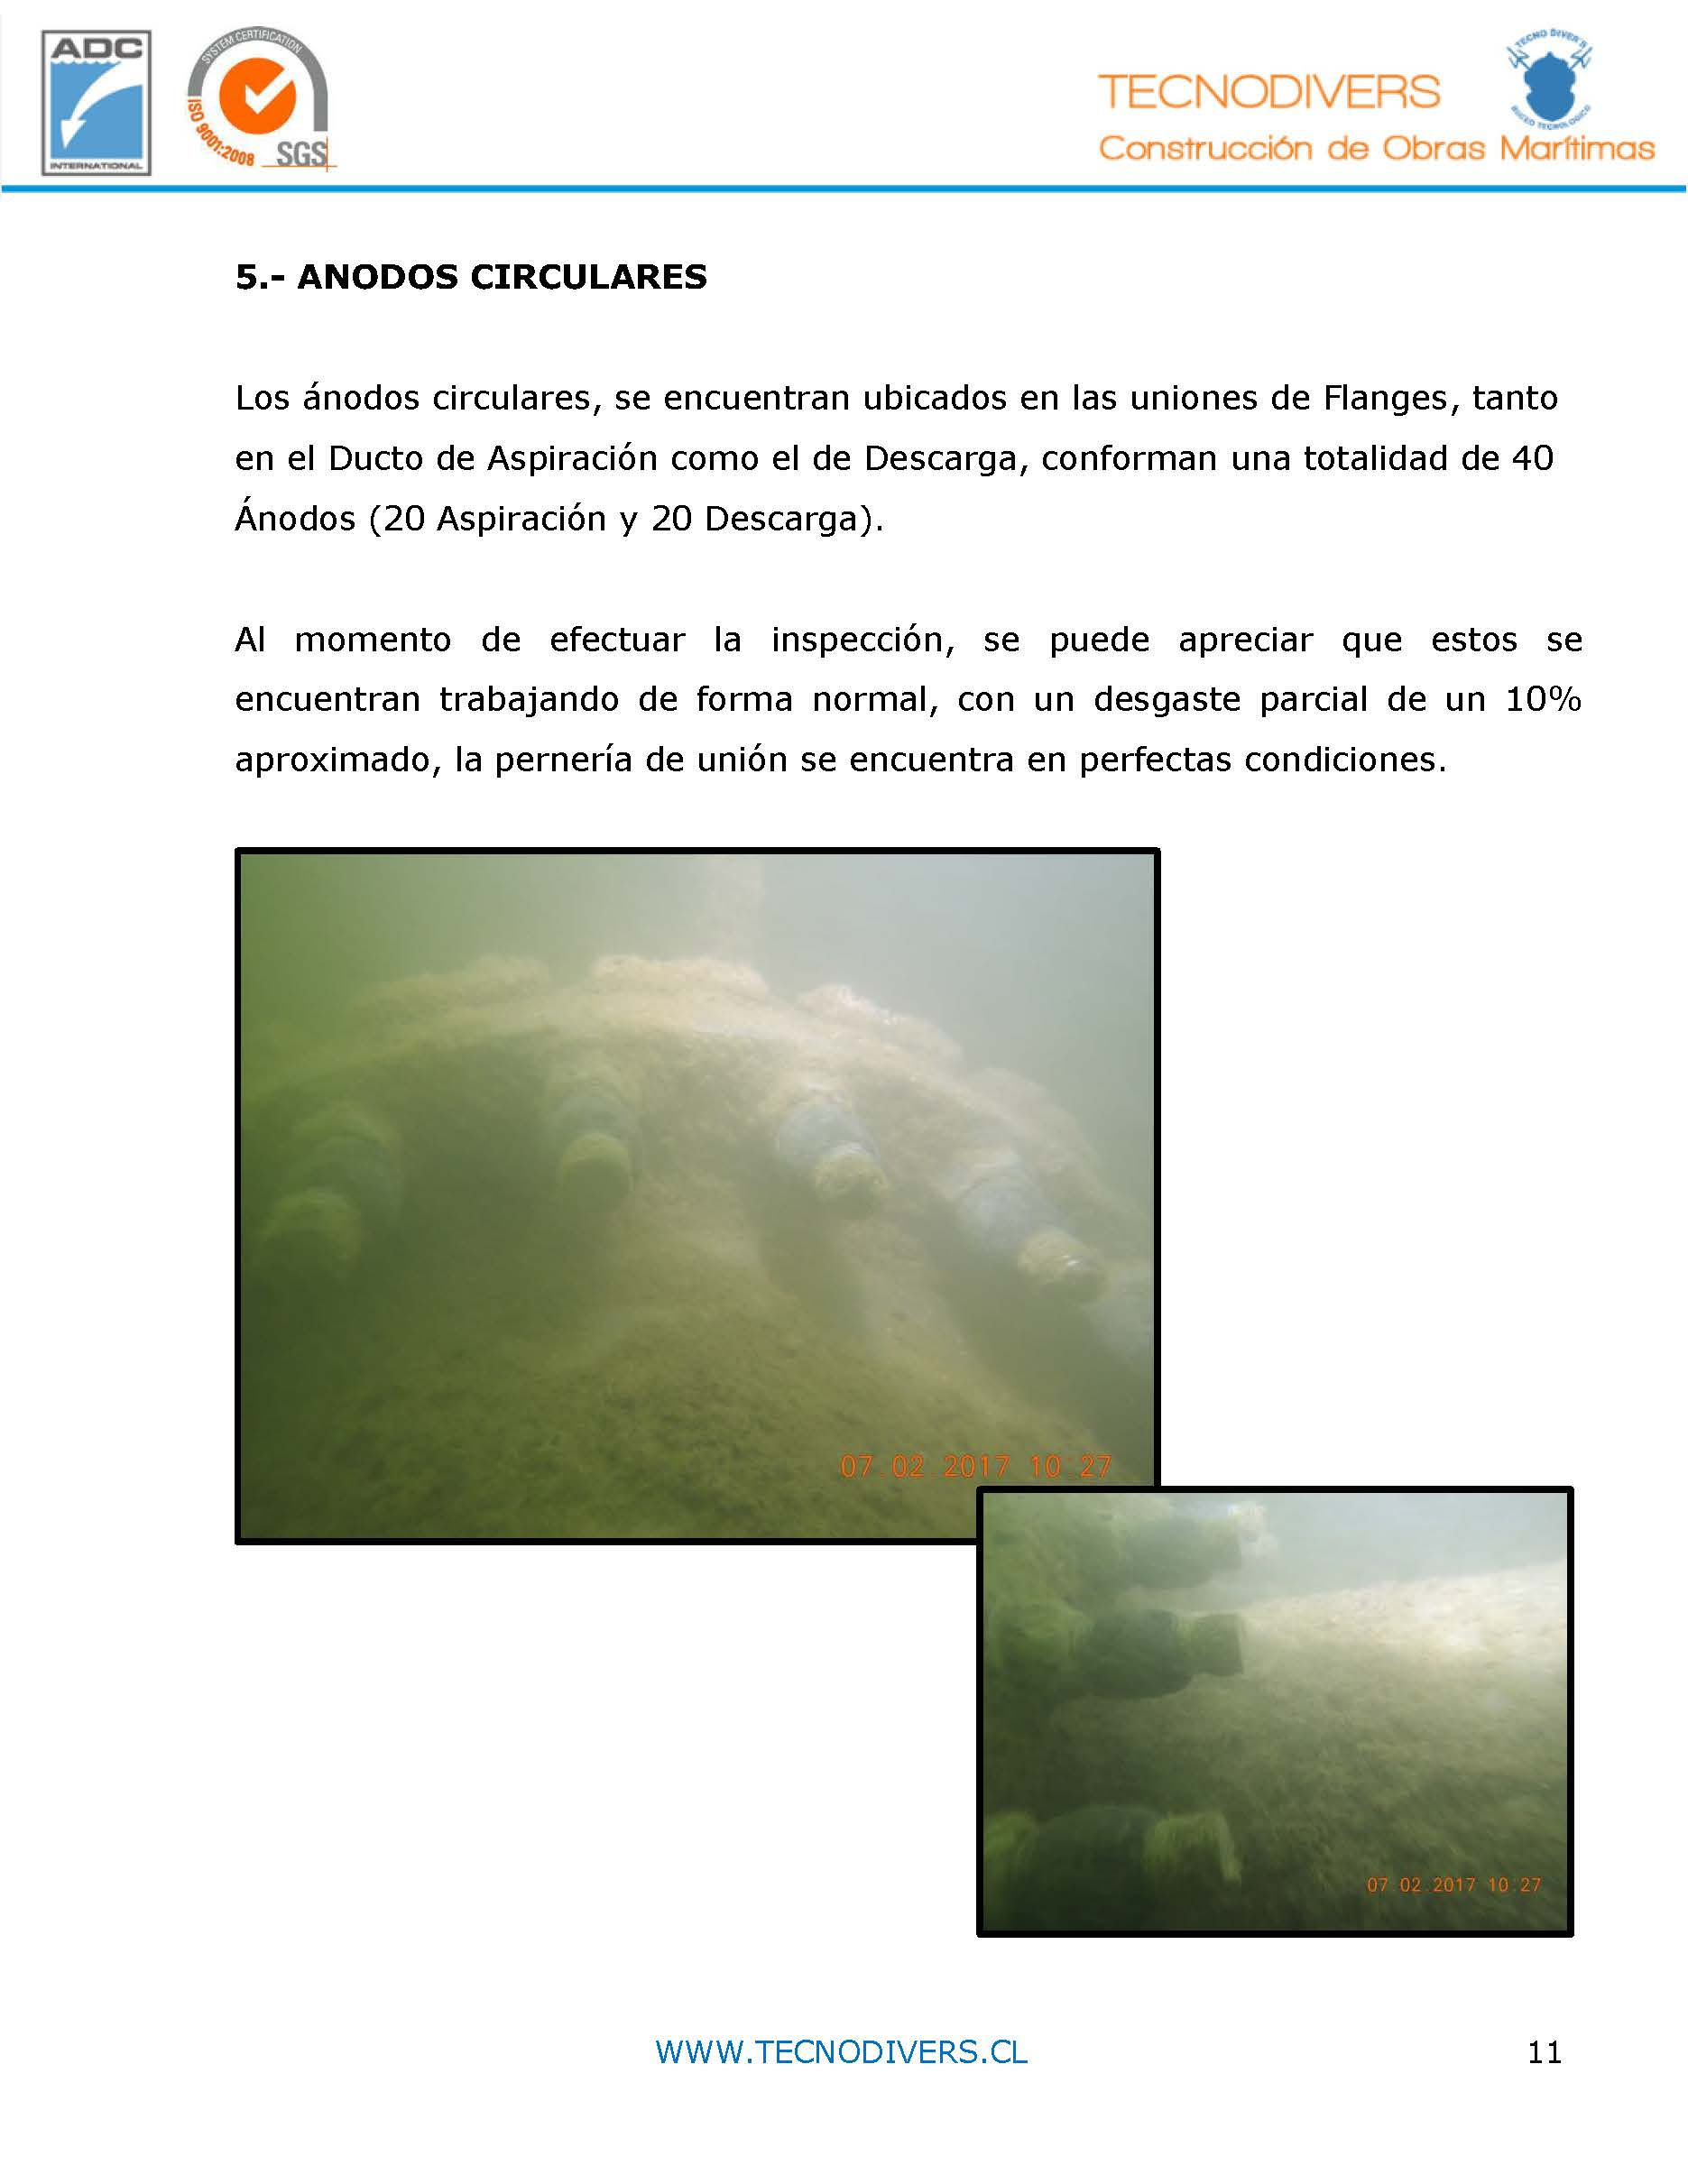 ADC
INTERNATIONAL
SYSTEM CERTIFICATION
ISO 9001:2008
SGS
TECNO DIVER'S
BUCEO TECNOLOGICO
TECNODIVERS
Construcción de Obras Marítimas
5.- ANODOS CIRCULARES
Los ánodos circulares, se encuentran ubicados en las uniones de Flanges, tanto
en el Ducto de Aspiración como el de Descarga, conforman una totalidad de 40
Ánodos (20 Aspiración y 20 Descarga).
Al momento de efectuar la inspección, se puede apreciar que estos se
encuentran trabajando de forma normal, con un desgaste parcial de un 10%
aproximado, la pernería de unión se encuentra en perfectas condiciones.
07.02.2017 10:27
07.02.2017 10:27
WWW.TECNODIVERS.CL
11